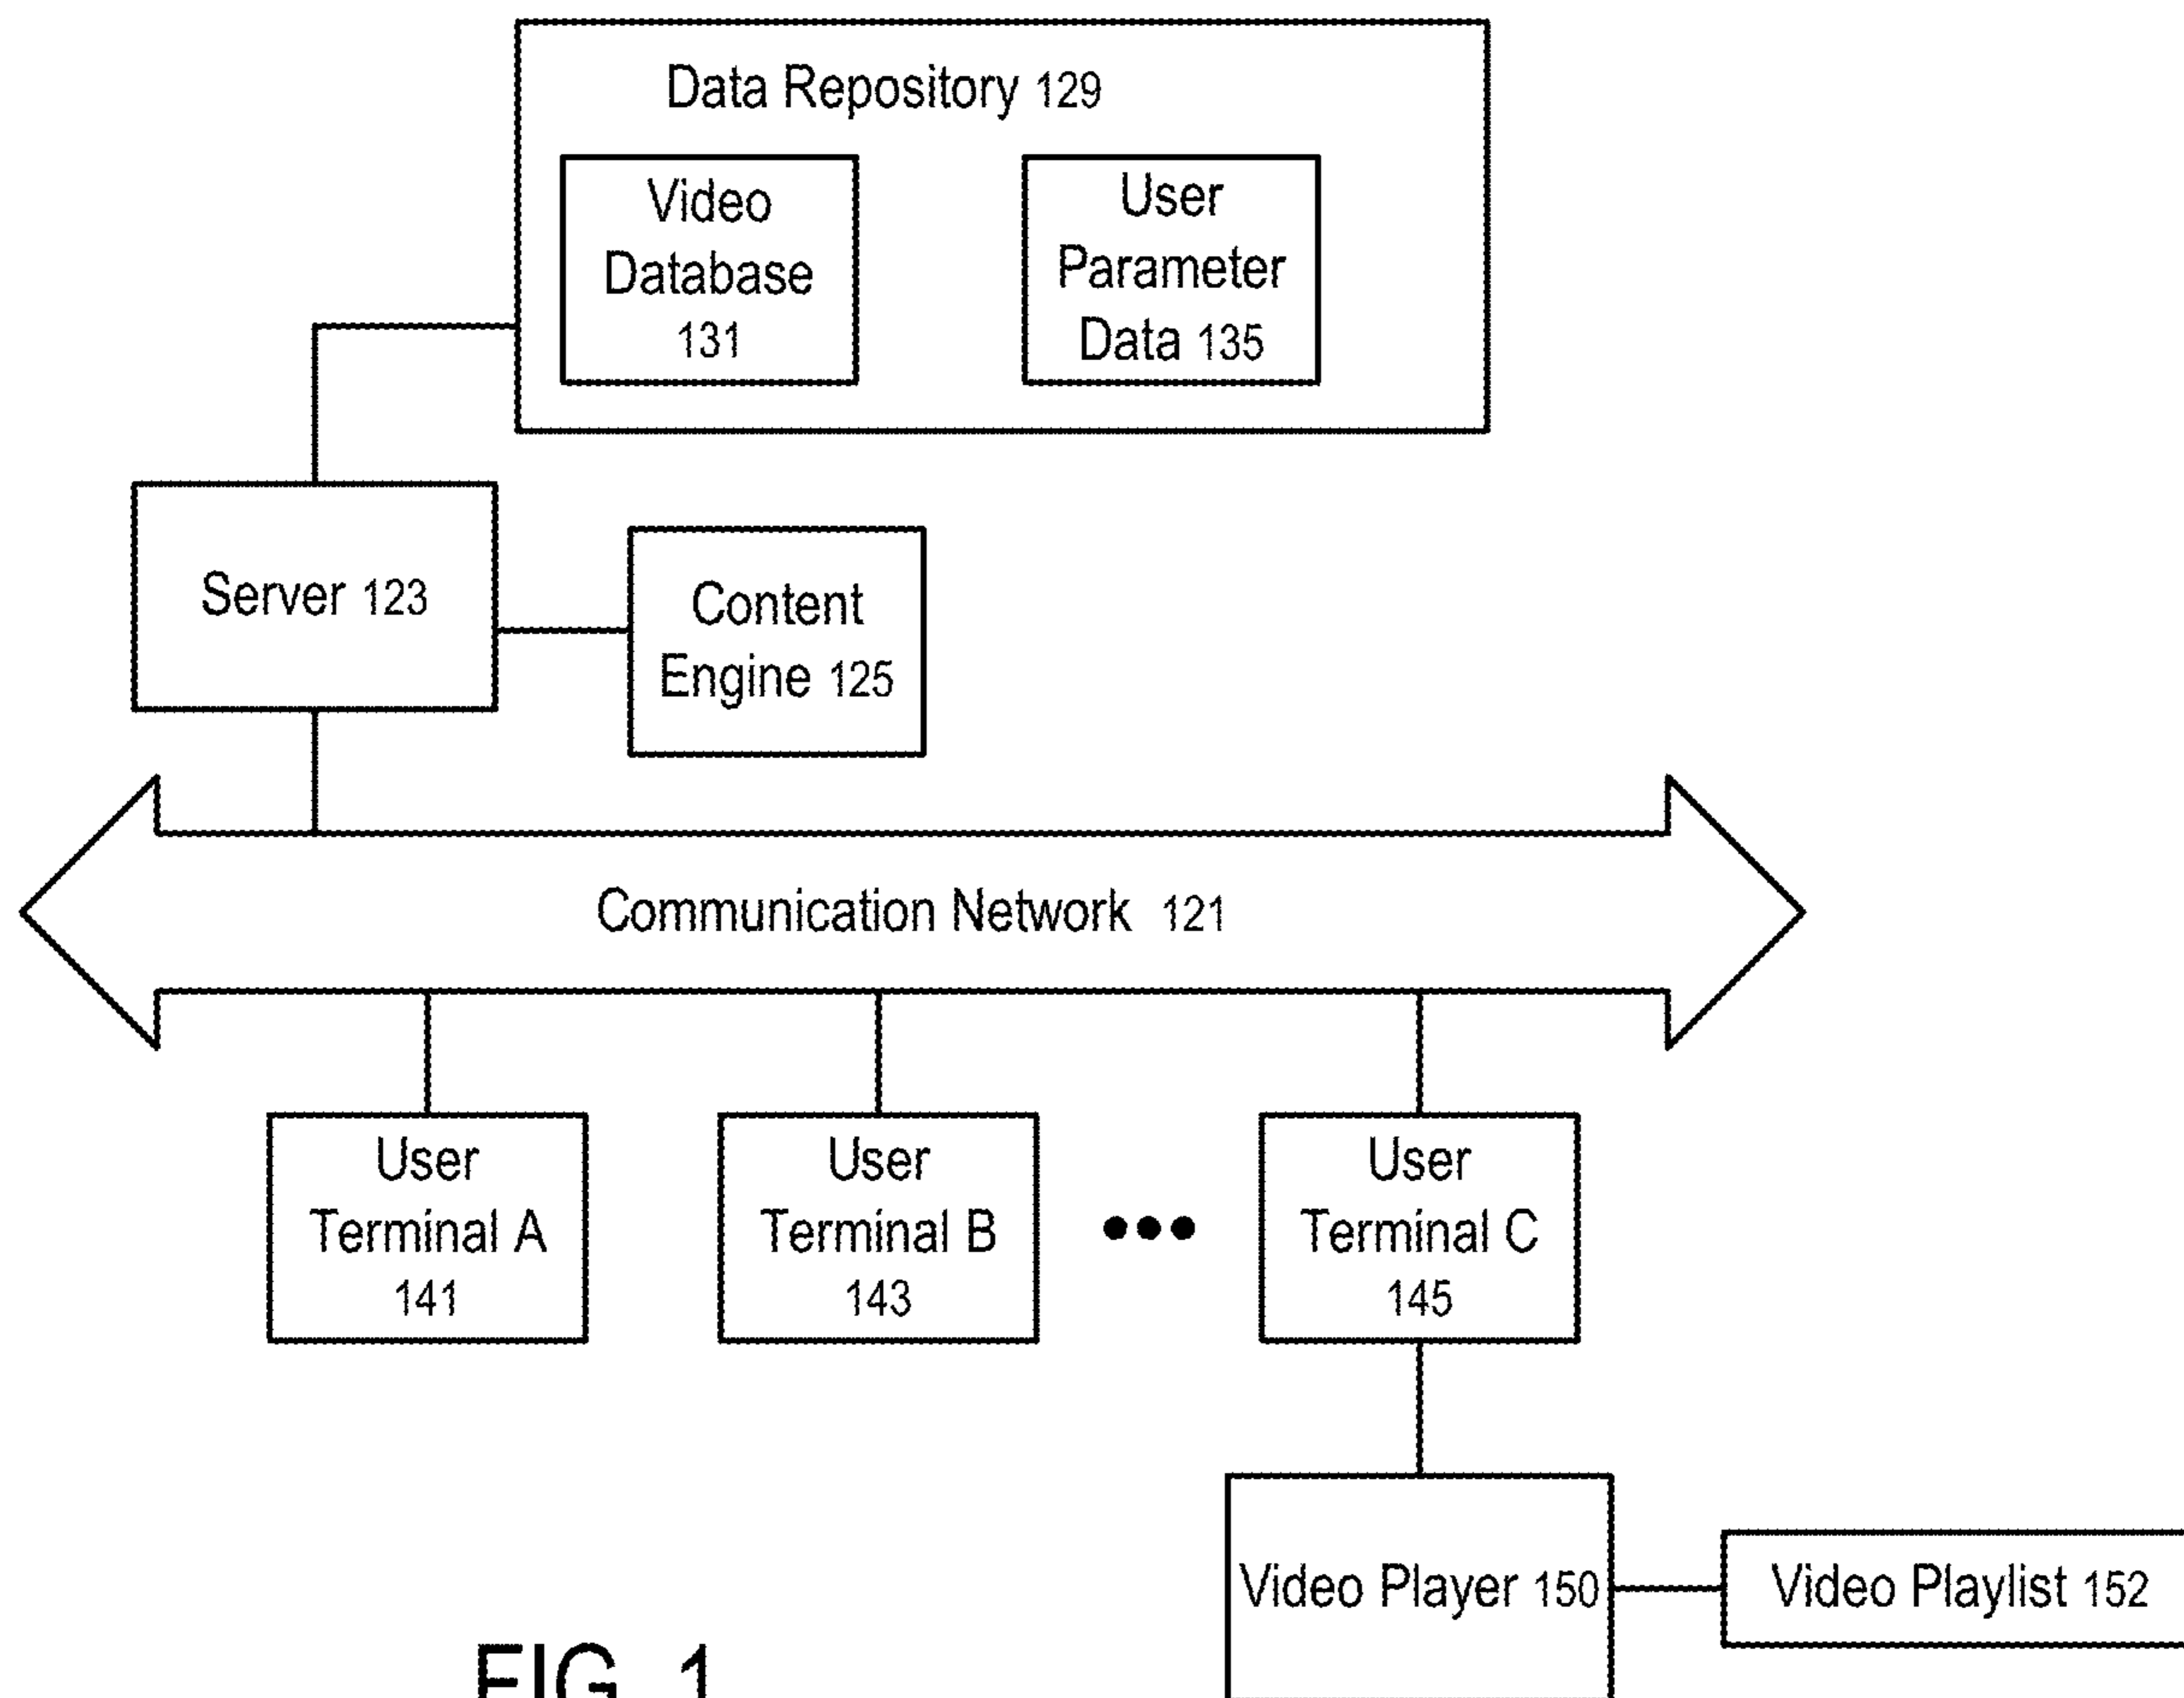 Data Repository 129
Video
Database
131
User
Parameter
Data 135
Server 123
Content
Engine 125
Communication Network 121
User
Terminal A
141
User
Terminal B
143
User
Terminal C
145
Video Player 150
Video Playlist 152
FIG. 1